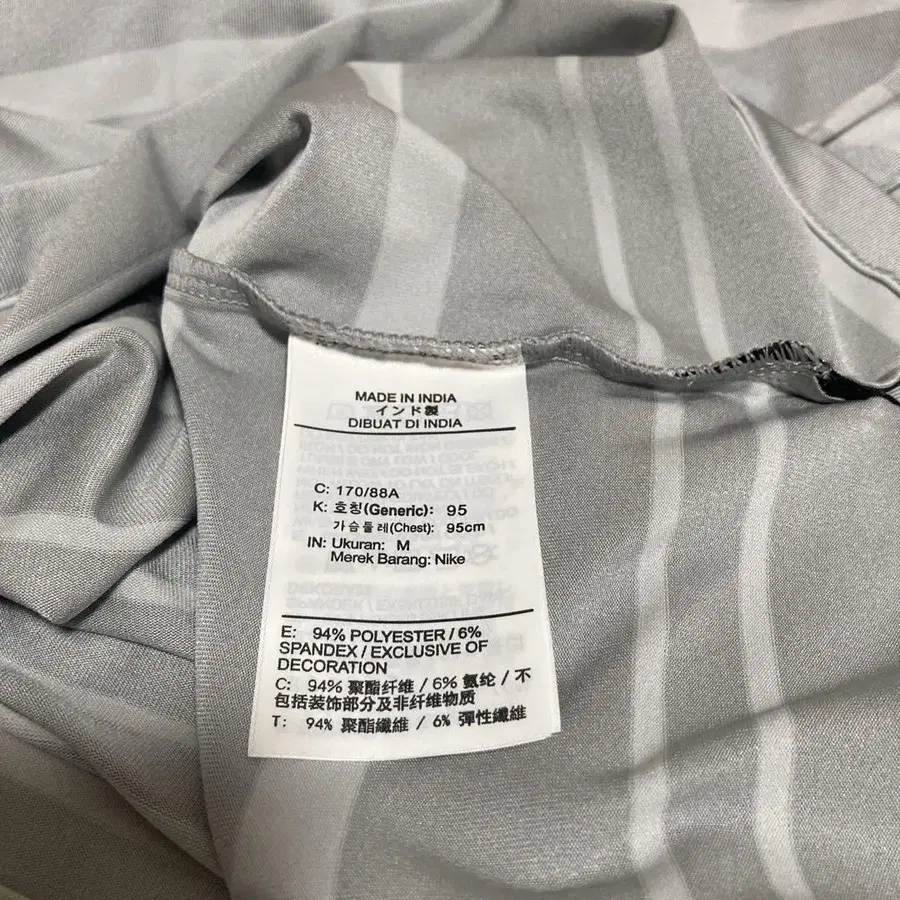 MADE IN INDIA
インド製
DIBUAT DI INDIA
C: 170/88A
K: 호칭(Generic): 95
가슴둘레(Chest): 95cm
IN: Ukuran: M
Merek Barang: Nike
E: 94% POLYESTER / 6%
SPANDEX / EXCLUSIVE OF
DECORATION
C: 94% 聚酯纤维 / 6% 氨纶 / 不
包括装饰部分及非纤维物质
T: 94% 聚酯纖維 / 6% 彈性纖維